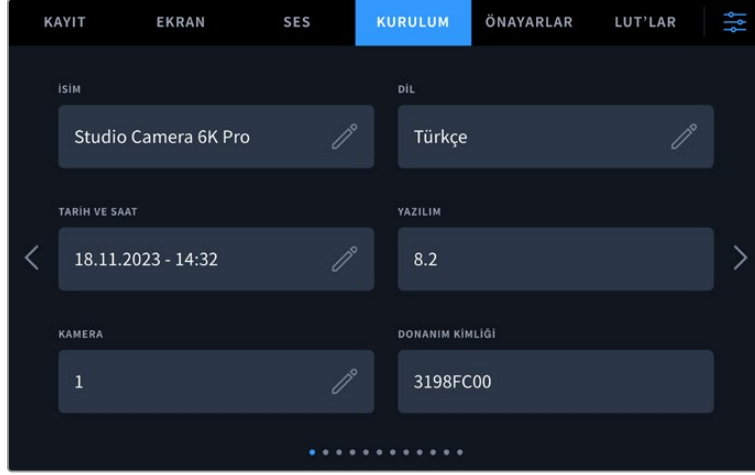 KAYIT EKRAN SES KURULUM ÖNAYARLAR LUT'LAR
İSİM DİL
Studio Camera 6K Pro Türkçe
TARİH VE SAAT YAZILIM
18.11.2023 - 14:32 8.2
KAMERA DONANIM KİMLİĞİ
1 3198FC00